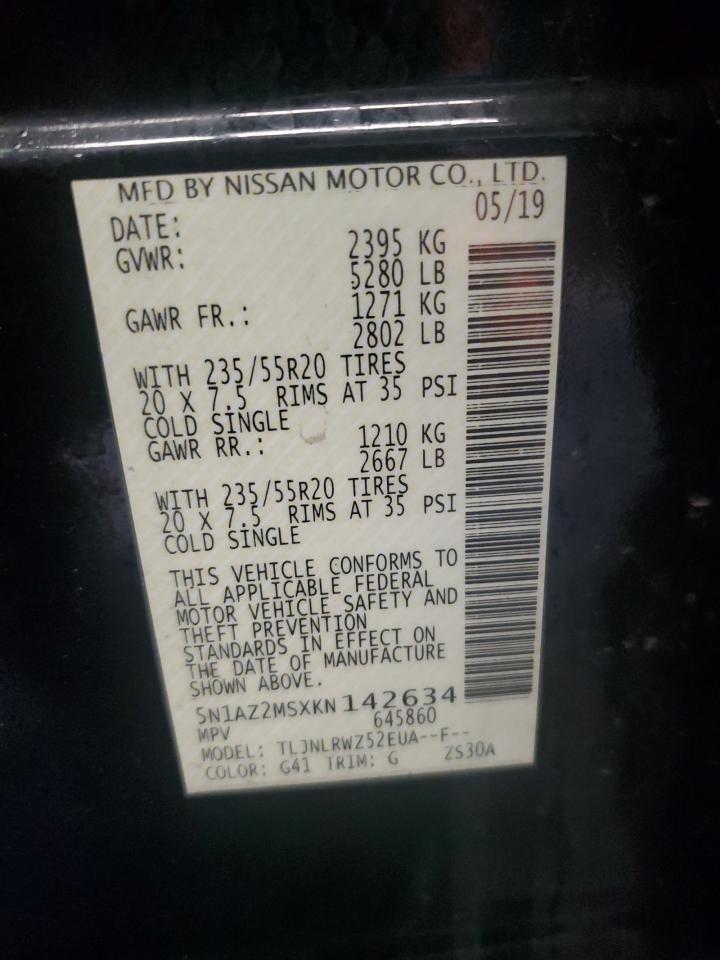 MFD BY NISSAN MOTOR CO., LTD.
DATE: 05/19
GVWR: 2395 KG
5280 LB
GAWR FR.: 1271 KG
2802 LB
WITH 235/55R20 TIRES
20 X 7.5 RIMS AT 35 PSI
COLD SINGLE
GAWR RR.: 1210 KG
2667 LB
WITH 235/55R20 TIRES
20 X 7.5 RIMS AT 35 PSI
COLD SINGLE
THIS VEHICLE CONFORMS TO
ALL APPLICABLE FEDERAL
MOTOR VEHICLE SAFETY AND
THEFT PREVENTION
STANDARDS IN EFFECT ON
THE DATE OF MANUFACTURE
SHOWN ABOVE.
5N1AZ2MSXKN142634
MPV 645860
MODEL: TLJNLRWZ52EUA--F--
COLOR: G41 TRIM: G ZS30A